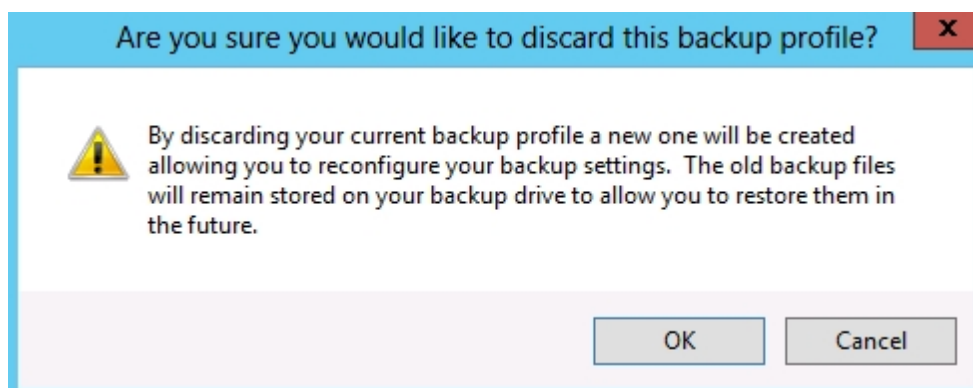 Are you sure you would like to discard this backup profile?
x
By discarding your current backup profile a new one will be created
allowing you to reconfigure your backup settings.  The old backup files
will remain stored on your backup drive to allow you to restore them in
the future.
OK
Cancel